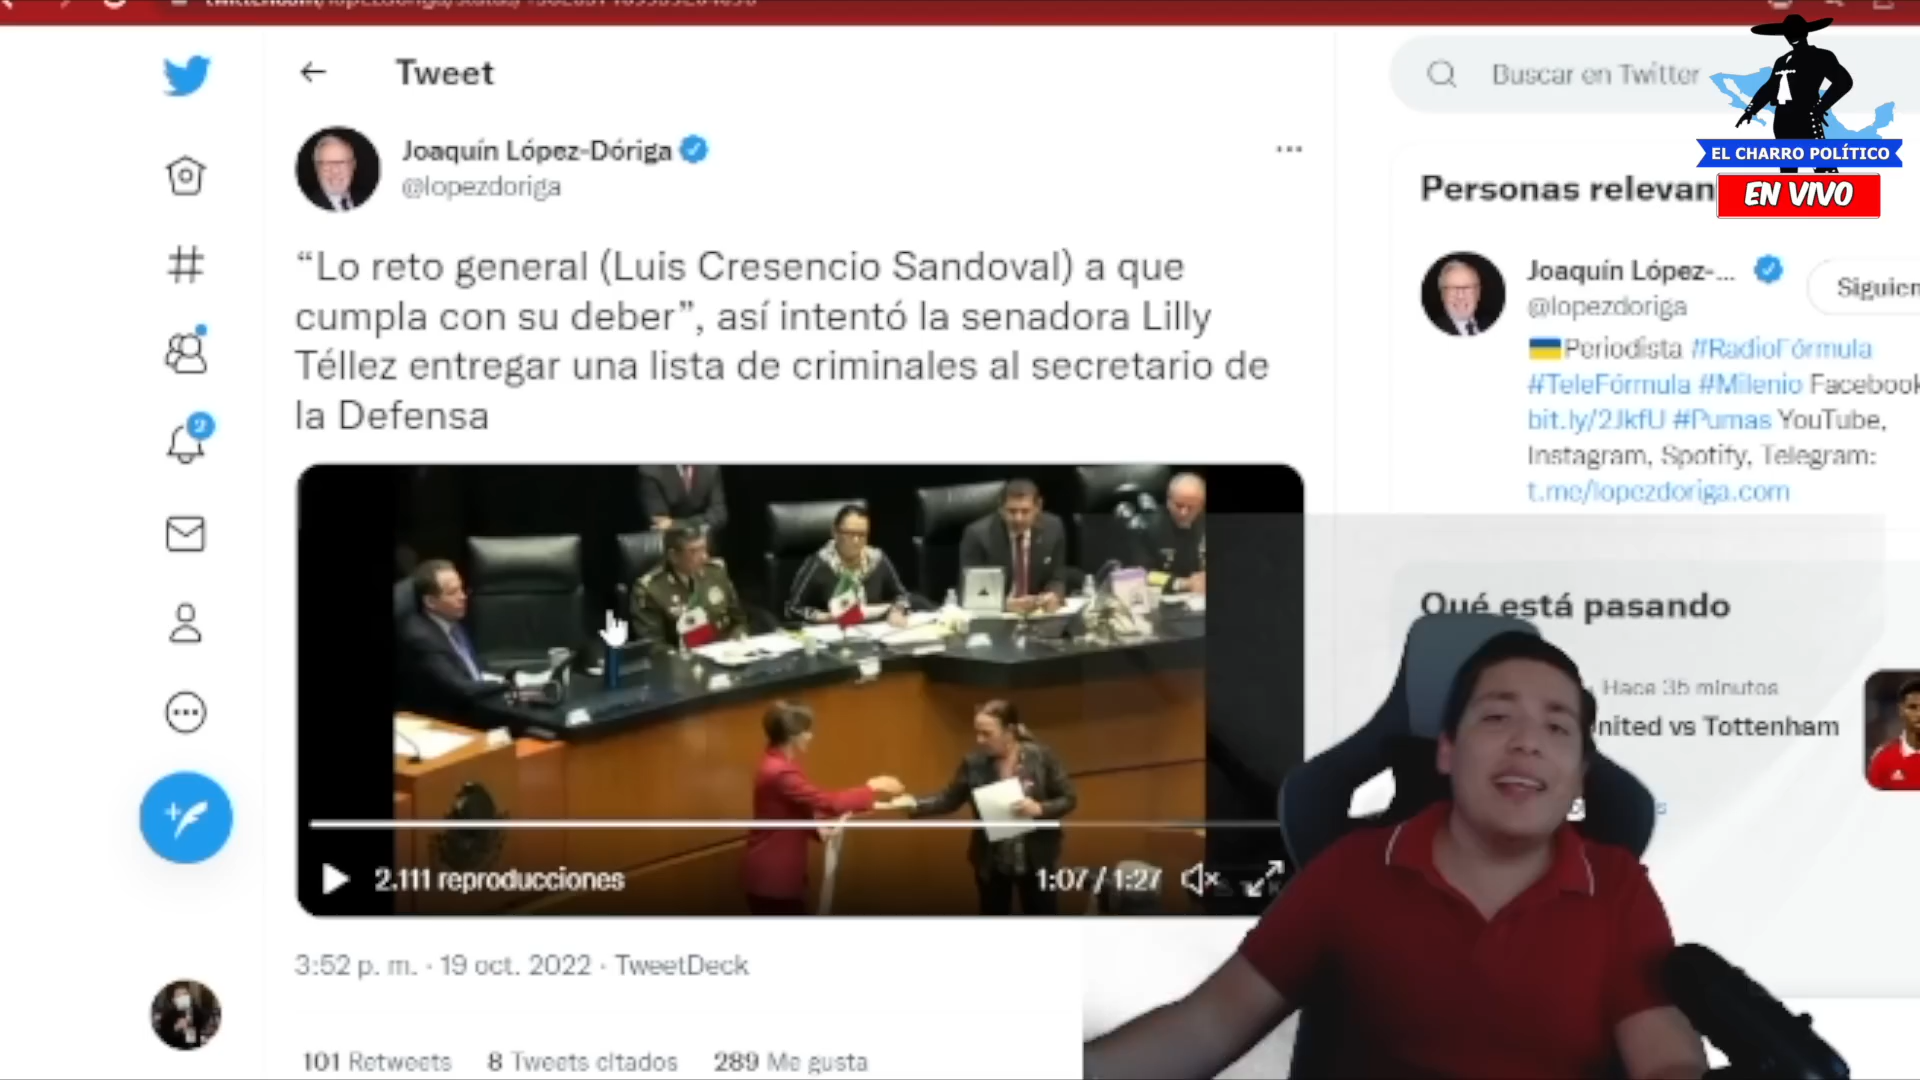 Tweet
Buscar en Twitter
EL CHARRO POLÍTICO
EN VIVO
Joaquín López-Dóriga
@lopezdoriga
“Lo reto general (Luis Cresencio Sandoval) a que
cumpla con su deber”, así intentó la senadora Lilly
Téllez entregar una lista de criminales al secretario de
la Defensa
2.111 reproducciones
1:07 / 1:27
3:52 p. m. · 19 oct. 2022 · TweetDeck
101 Retweets 8 Tweets citados 289 Me gusta
2
Personas relevan
Joaquín López-...
@lopezdoriga
Siguien
Periodista #RadioFórmula
#TeleFórmula #Milenio Facebook
bit.ly/2JkfU #Pumas YouTube,
Instagram, Spotify, Telegram:
t.me/lopezdoriga.com
Qué está pasando
Hace 35 minutos
nited vs Tottenham